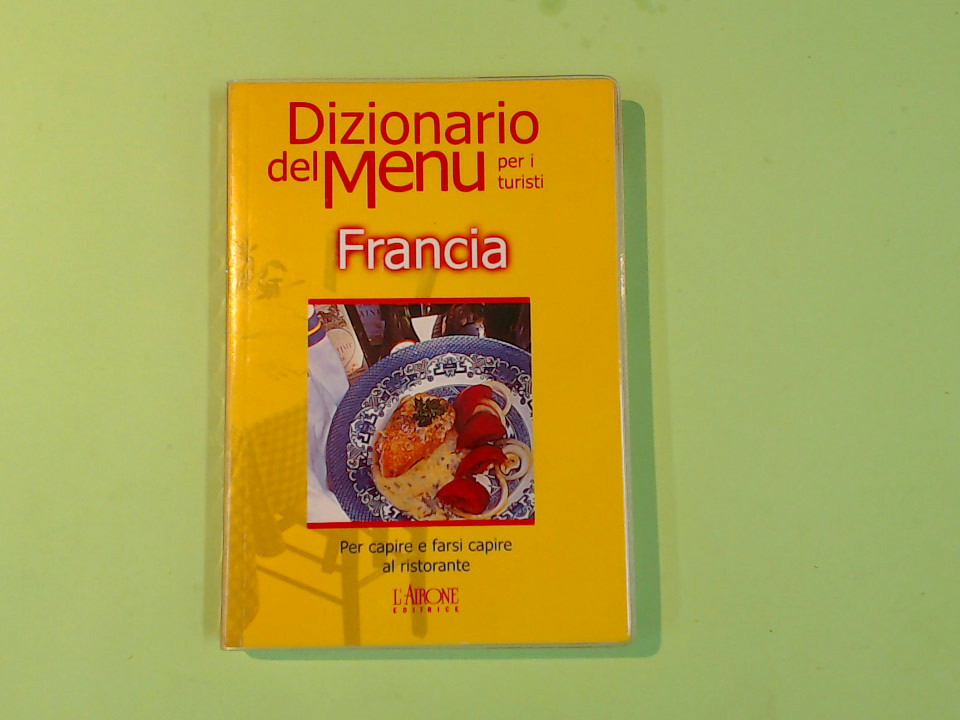 Dizionario
del Menu per i turisti
Francia
Per capire e farsi capire
al ristorante
L'AIRONE
EDITRICE